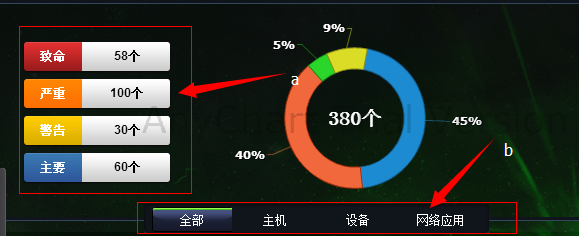 致命 58个
严重 100个
警告 30个
主要 60个
9%
5%
a
380个
45%
40%
b
全部 主机 设备 网络应用